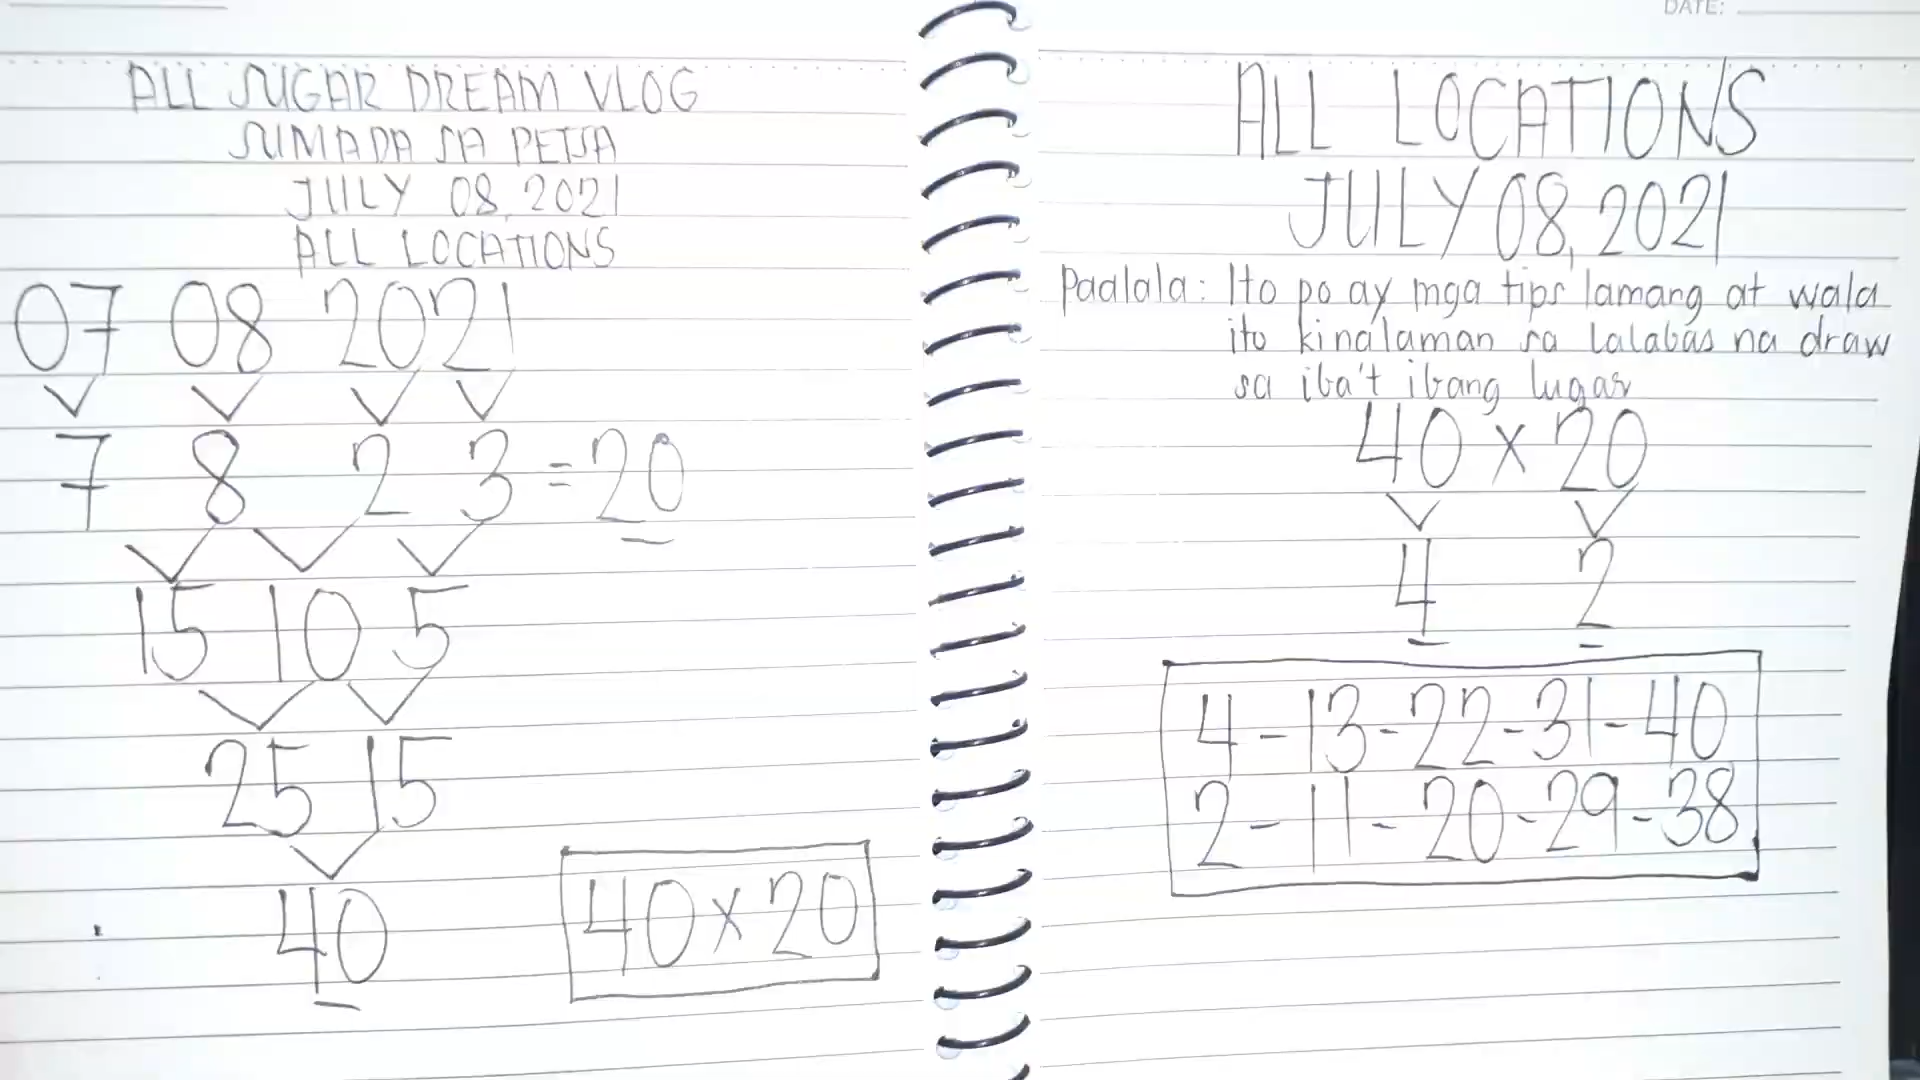 ALL SUGAR DREAM VLOG
SUMADA SA PETSA
JULY 08, 2021
ALL LOCATIONS
07 08 2021
7 8 2 3 = 20
15 10 5
25 15
40
40 x 20
DATE:
ALL LOCATIONS
JULY 08, 2021
Paalala: Ito po ay mga tips lamang at wala
ito kinalaman sa lalabas na draw
sa iba't ibang lugar
40 x 20
4 2
4-13-22-31-40
2-11-20-29-38